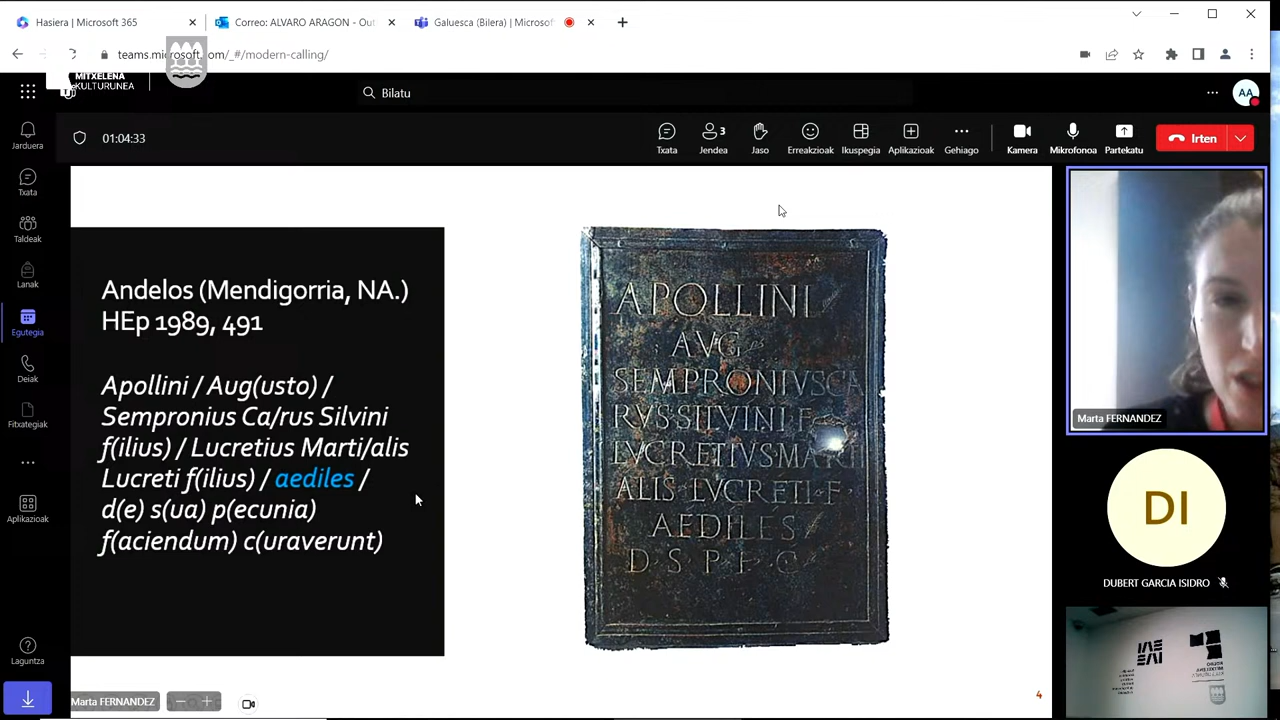 Hasiera | Microsoft 365
Correo: ALVARO ARAGON - Out
Galuesca (Bilera) | Microsoft
teams.microsoft.com/_#/modern-calling/
MITXELENA
KULTURUNEA
Bilatu
AA
01:04:33
Txata
Jendea
3
Jaso
Erreakzioak
Ikuspegia
Aplikazioak
Gehiago
Kamera
Mikrofonoa
Partekatu
Irten
Jarduera
Txata
Taldeak
Lanak
Egutegia
Deiak
Fitxategiak
Aplikazioak
Laguntza
Andelos (Mendigorria, NA.)
HEp 1989, 491
Apollini / Aug(usto) /
Sempronius Ca/rus Silvini
f(ilius) / Lucretius Marti/alis
Lucreti f(ilius) / aediles /
d(e) s(ua) p(ecunia)
f(aciendum) c(uraverunt)
APOLLINI
AVG
SEMPRONIVS CA
RVS SILVINI F
LVCRETIVS MARTI
ALIS LVCRETI F
AEDILES
D · S · P · F · C
4
Marta FERNANDEZ
Marta FERNANDEZ
DI
DUBERT GARCIA ISIDRO